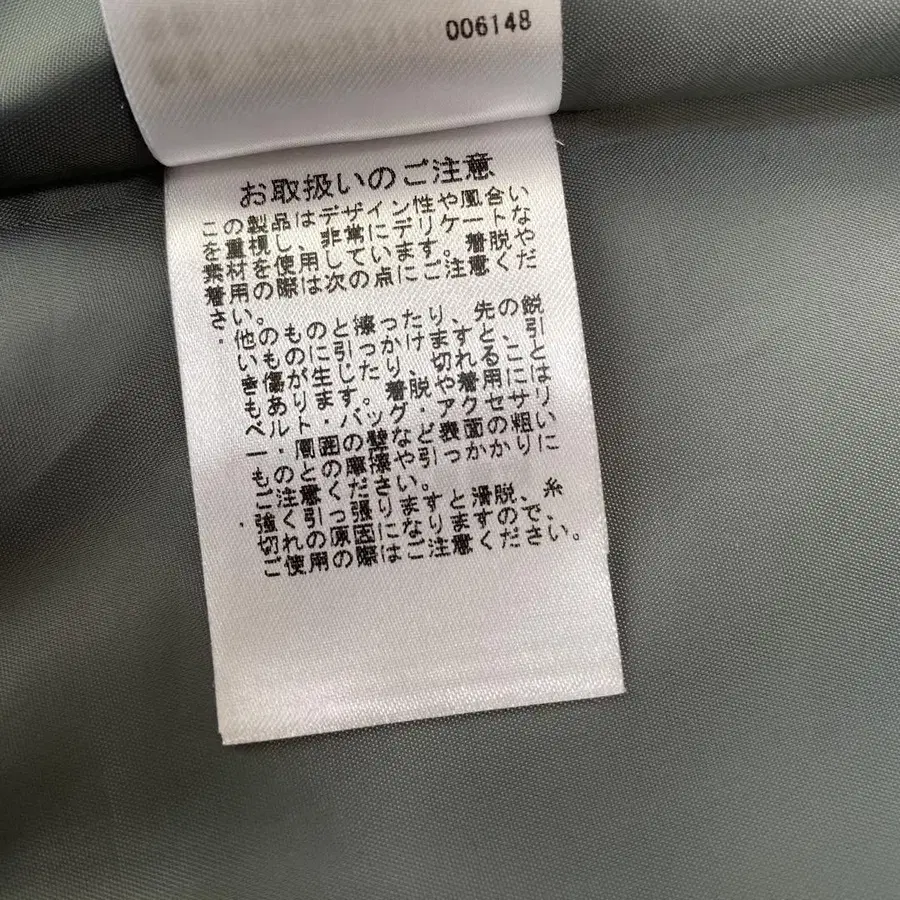 006148
お取扱いのご注意
この製品はデザイン性や風合い
を重視し、非常にデリケートな
素材を使用しています。着脱や
着用の際は次の点にご注意くだ
さい。
・他のものと擦ったり、先の鋭
いものに引っかけますと、引
き傷が生じたり、切れること
もあります。着脱や着用には
ベルト・バッグ・アクセサリ
ー・周囲の壁など表面の粗い
ものとの摩擦や引っかかりに
ご注意ください。
・強く引っ張りますと滑脱、糸
切れの原因になりますので、
ご使用の際はご注意ください。